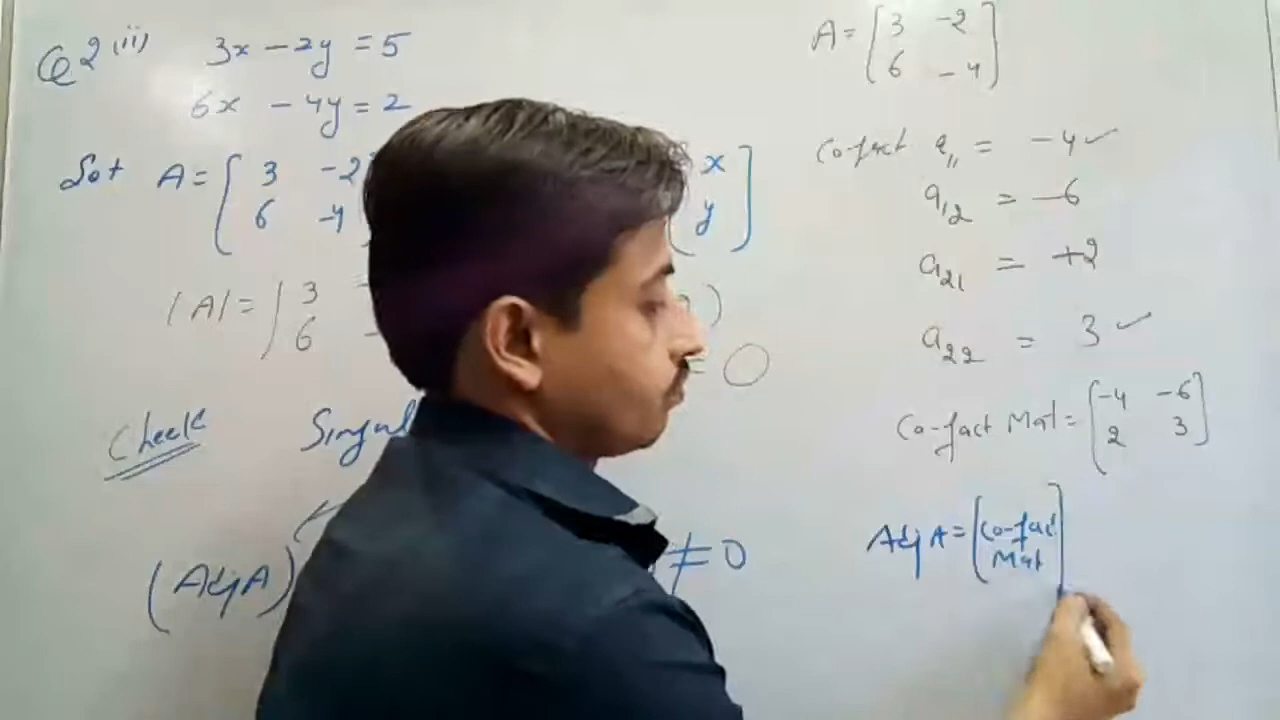 Q2(ii) 3x - 2y = 5
6x - 4y = 2
Sol A = [ 3 -2
6 -4
[ x
y ]
|A| = | 3
6 -
)
= 0
Check
Singul
(Adj A)
≠ 0
A = [ 3 -2
6 -4 ]
Co-fact a11 = -4 ✓
a12 = -6
a21 = +2
a22 = 3 ✓
Co-fact Mat = [ -4 -6
2 3 ]
Adj A = [ Co-fact
Mat ]